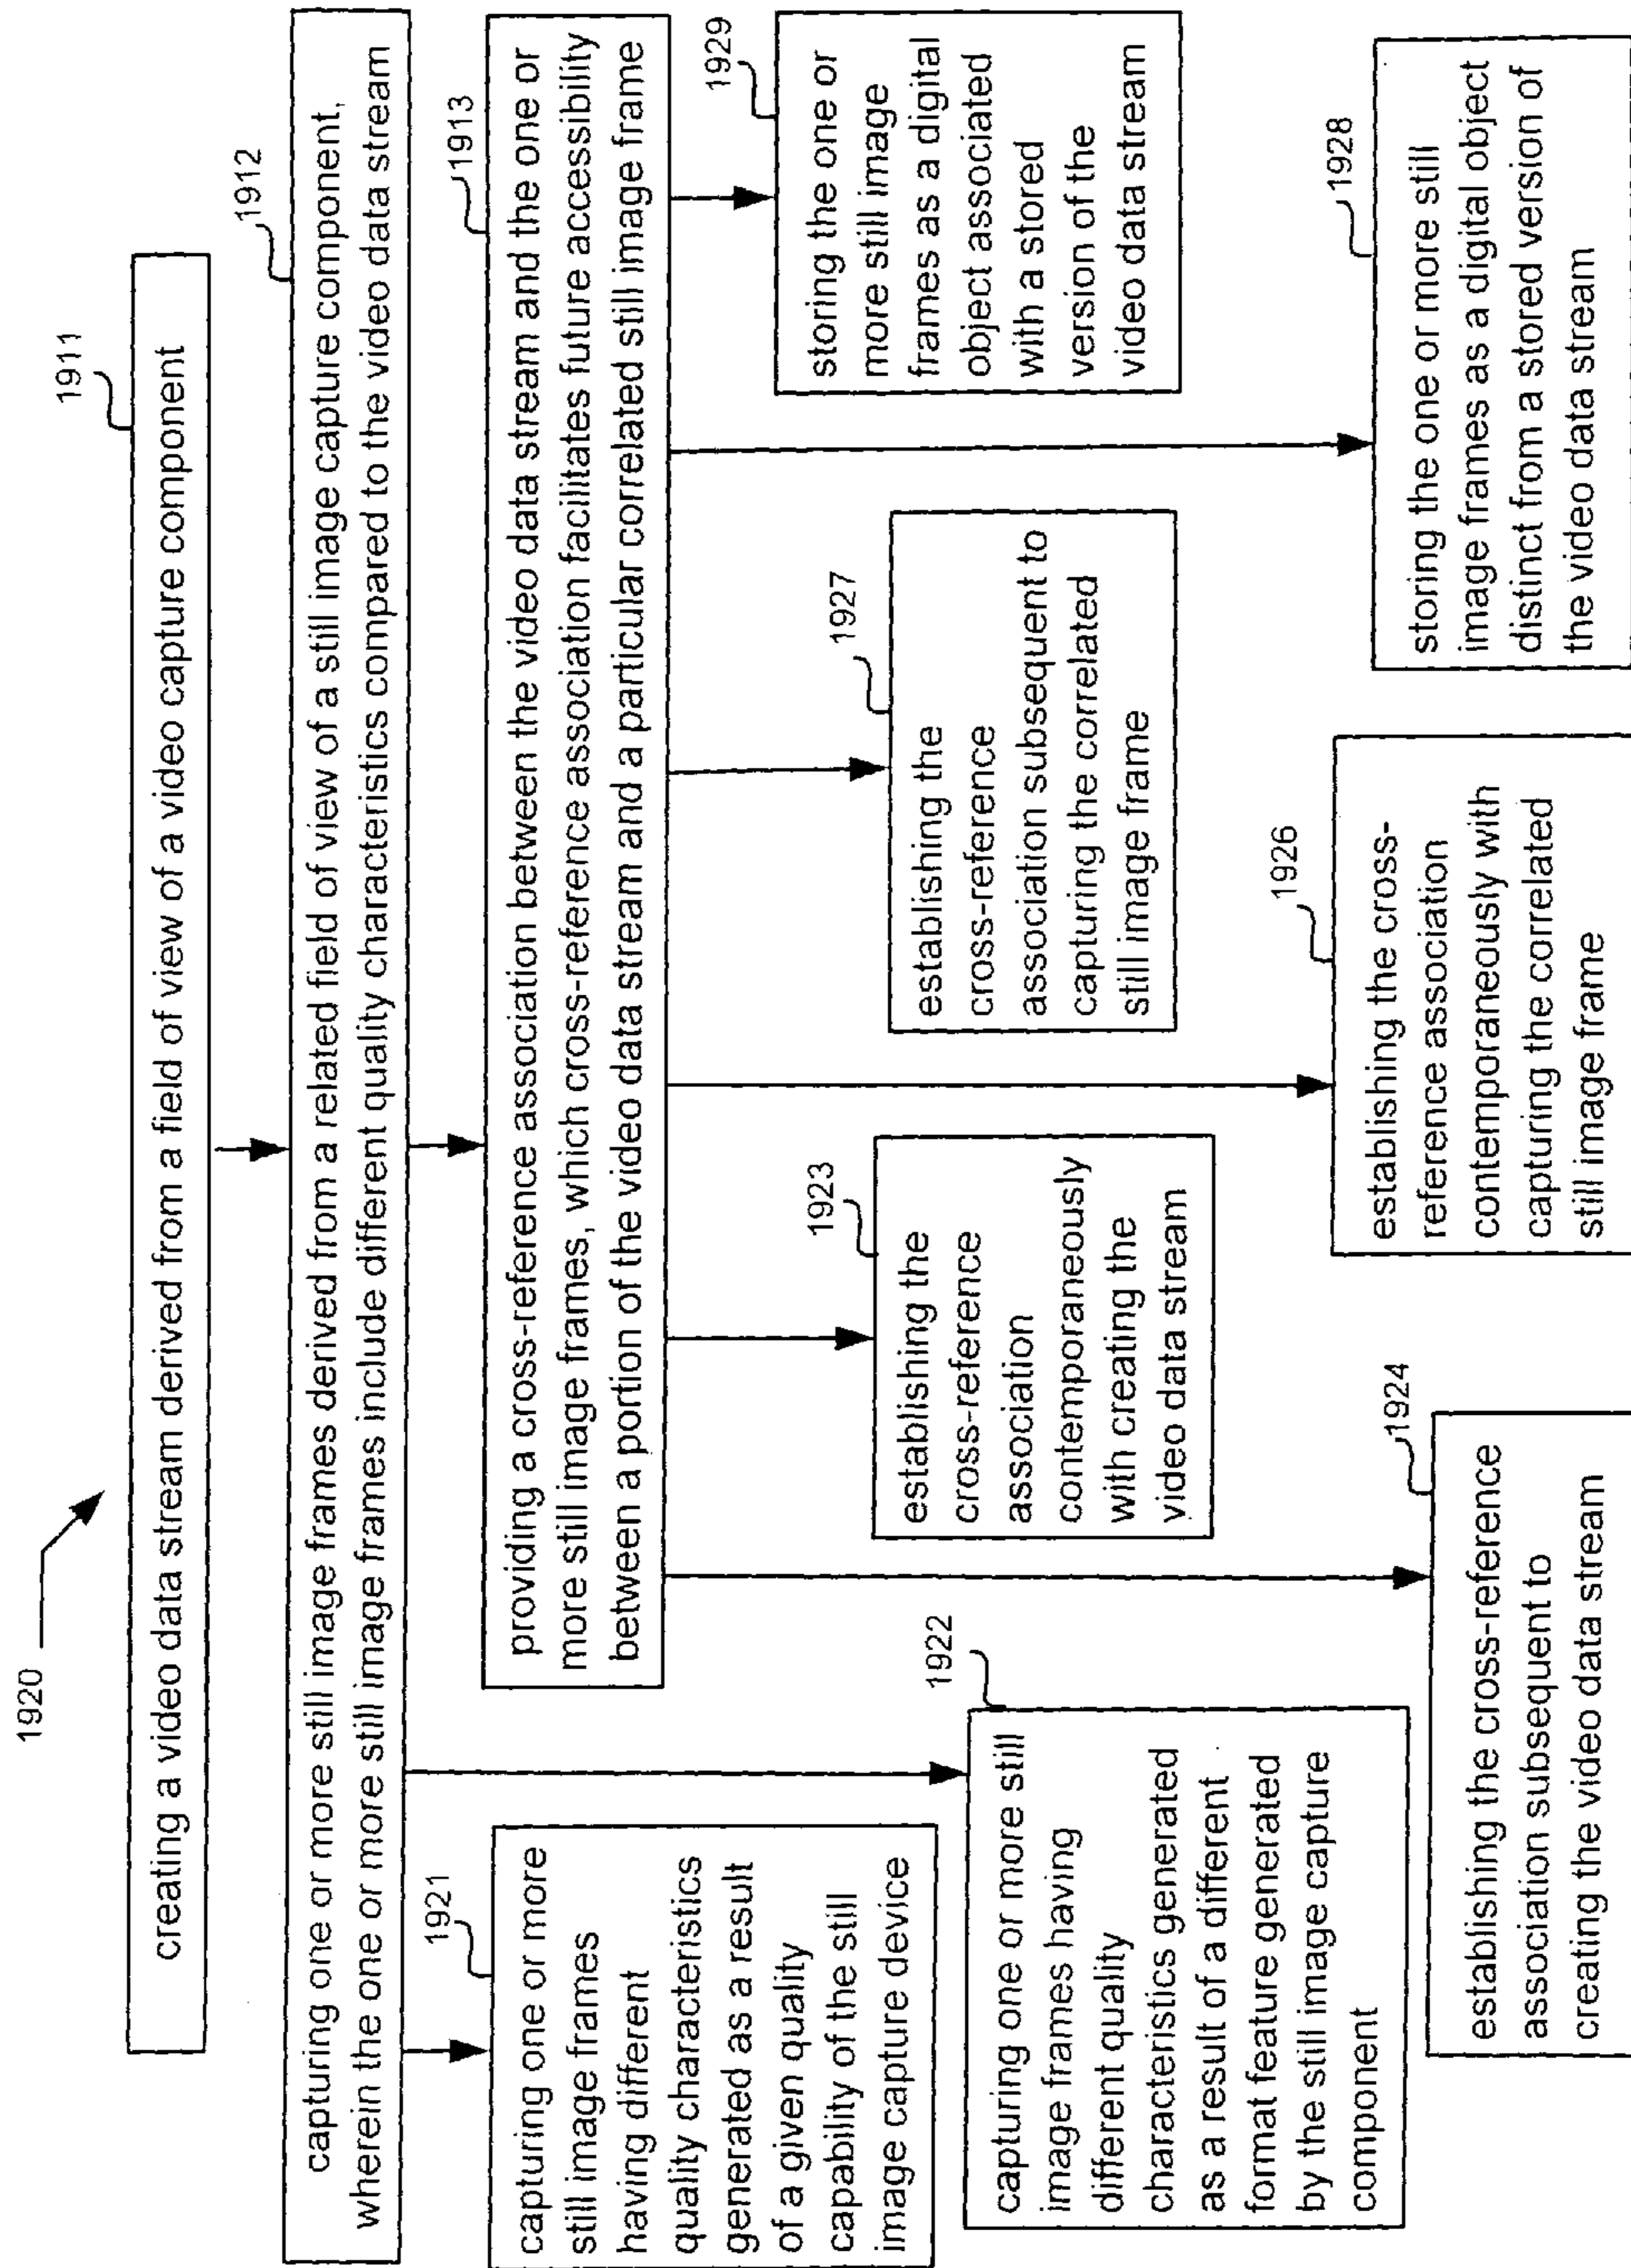 1920
1911
creating a video data stream derived from a field of view of a video capture component
1912
capturing one or more still image frames derived from a related field of view of a still image capture component,
wherein the one or more still image frames include different quality characteristics compared to the video data stream
1913
providing a cross-reference association between the video data stream and the one or
more still image frames, which cross-reference association facilitates future accessibility
between a portion of the video data stream and a particular correlated still image frame
1921
capturing one or more
still image frames
having different
quality characteristics
generated as a result
of a given quality
capability of the still
image capture device
1922
capturing one or more still
image frames having
different quality
characteristics generated
as a result of a different
format feature generated
by the still image capture
component
1923
establishing the
cross-reference
association
contemporaneously
with creating the
video data stream
1924
establishing the cross-reference
association subsequent to
creating the video data stream
1927
establishing the
cross-reference
association subsequent to
capturing the correlated
still image frame
1926
establishing the cross-
reference association
contemporaneously with
capturing the correlated
still image frame
1929
storing the one or
more still image
frames as a digital
object associated
with a stored
version of the
video data stream
1928
storing the one or more still
image frames as a digital object
distinct from a stored version of
the video data stream